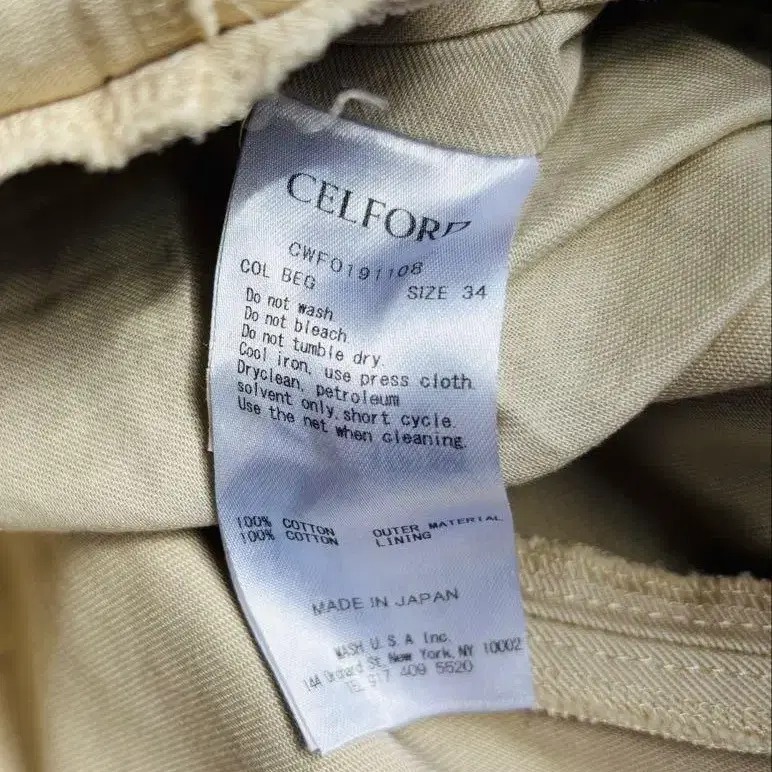 CELFORD
CWFO191108
COL BEG SIZE 34
Do not wash
Do not bleach
Do not tumble dry.
Cool iron, use press cloth
Dryclean, petroleum
solvent only.short cycle.
Use the net when cleaning.
100% COTTON OUTER MATERIAL
100% COTTON LINING
MADE IN JAPAN
MASH U.S.A Inc.
14A Orchard St, New York, NY 10002
TEL 917 409 5520